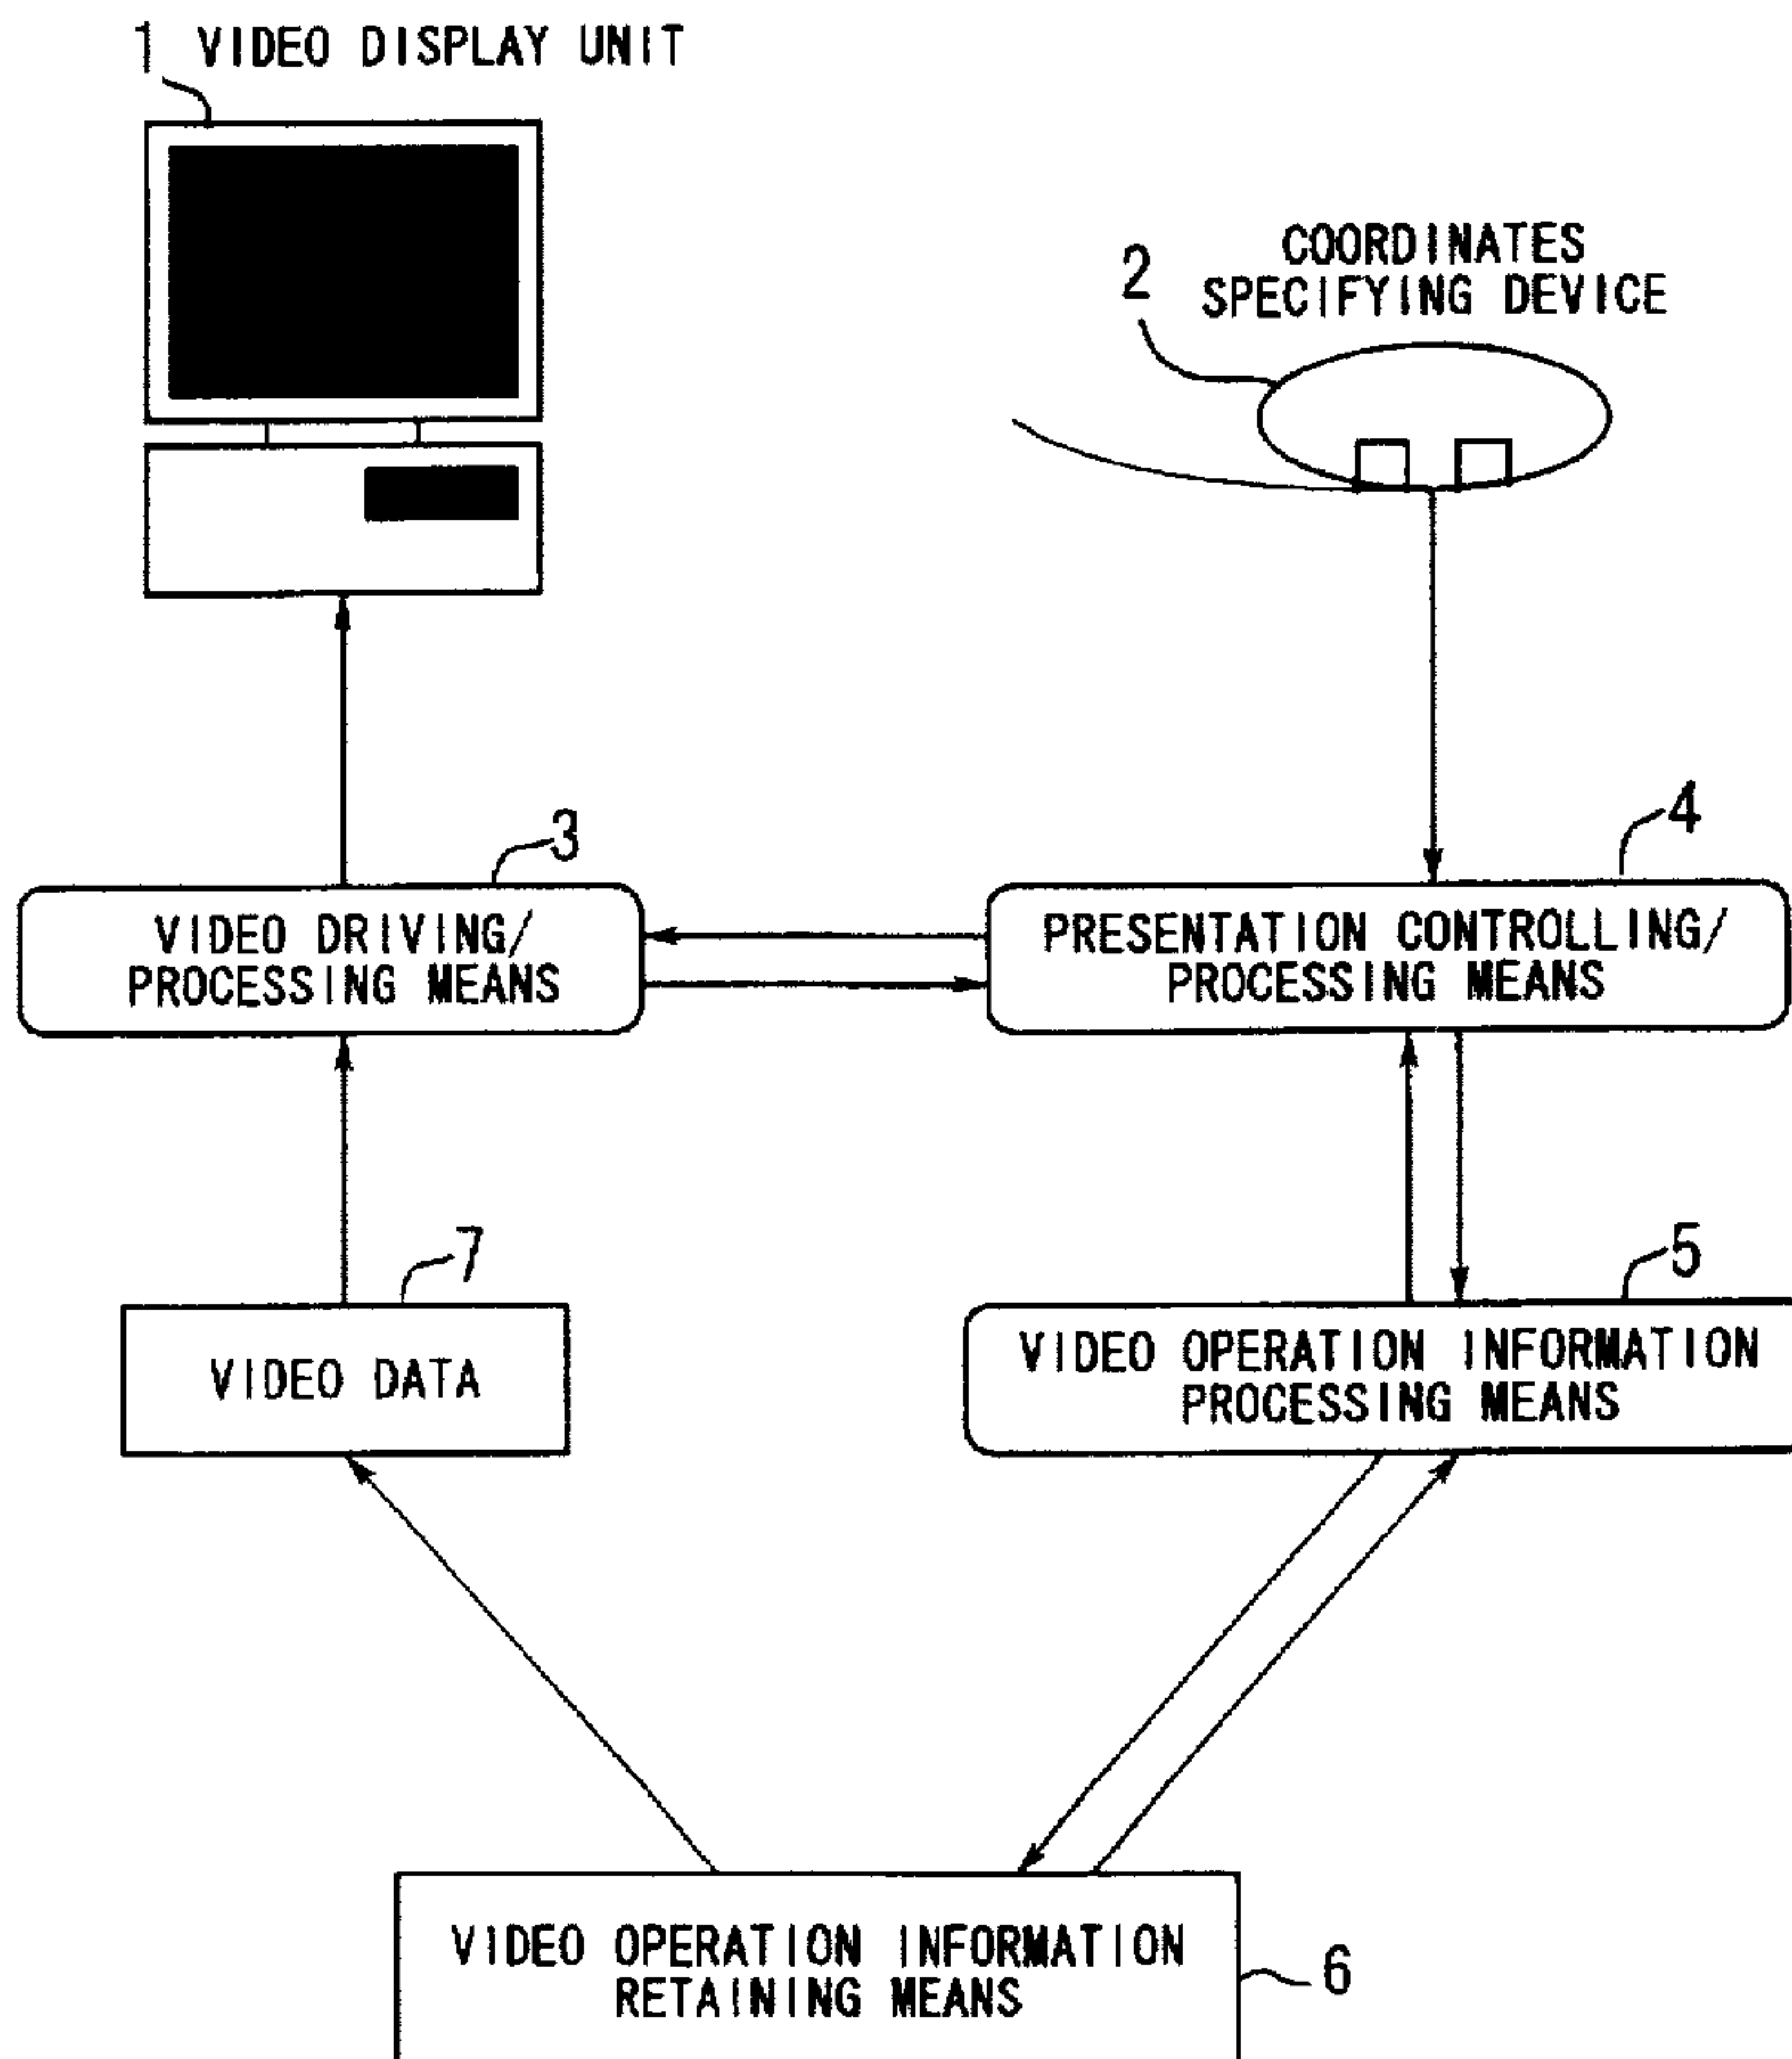 1 VIDEO DISPLAY UNIT
2
COORDINATES
SPECIFYING DEVICE
3
VIDEO DRIVING/
PROCESSING MEANS
4
PRESENTATION CONTROLLING/
PROCESSING MEANS
7
VIDEO DATA
5
VIDEO OPERATION INFORMATION
PROCESSING MEANS
VIDEO OPERATION INFORMATION
RETAINING MEANS
6